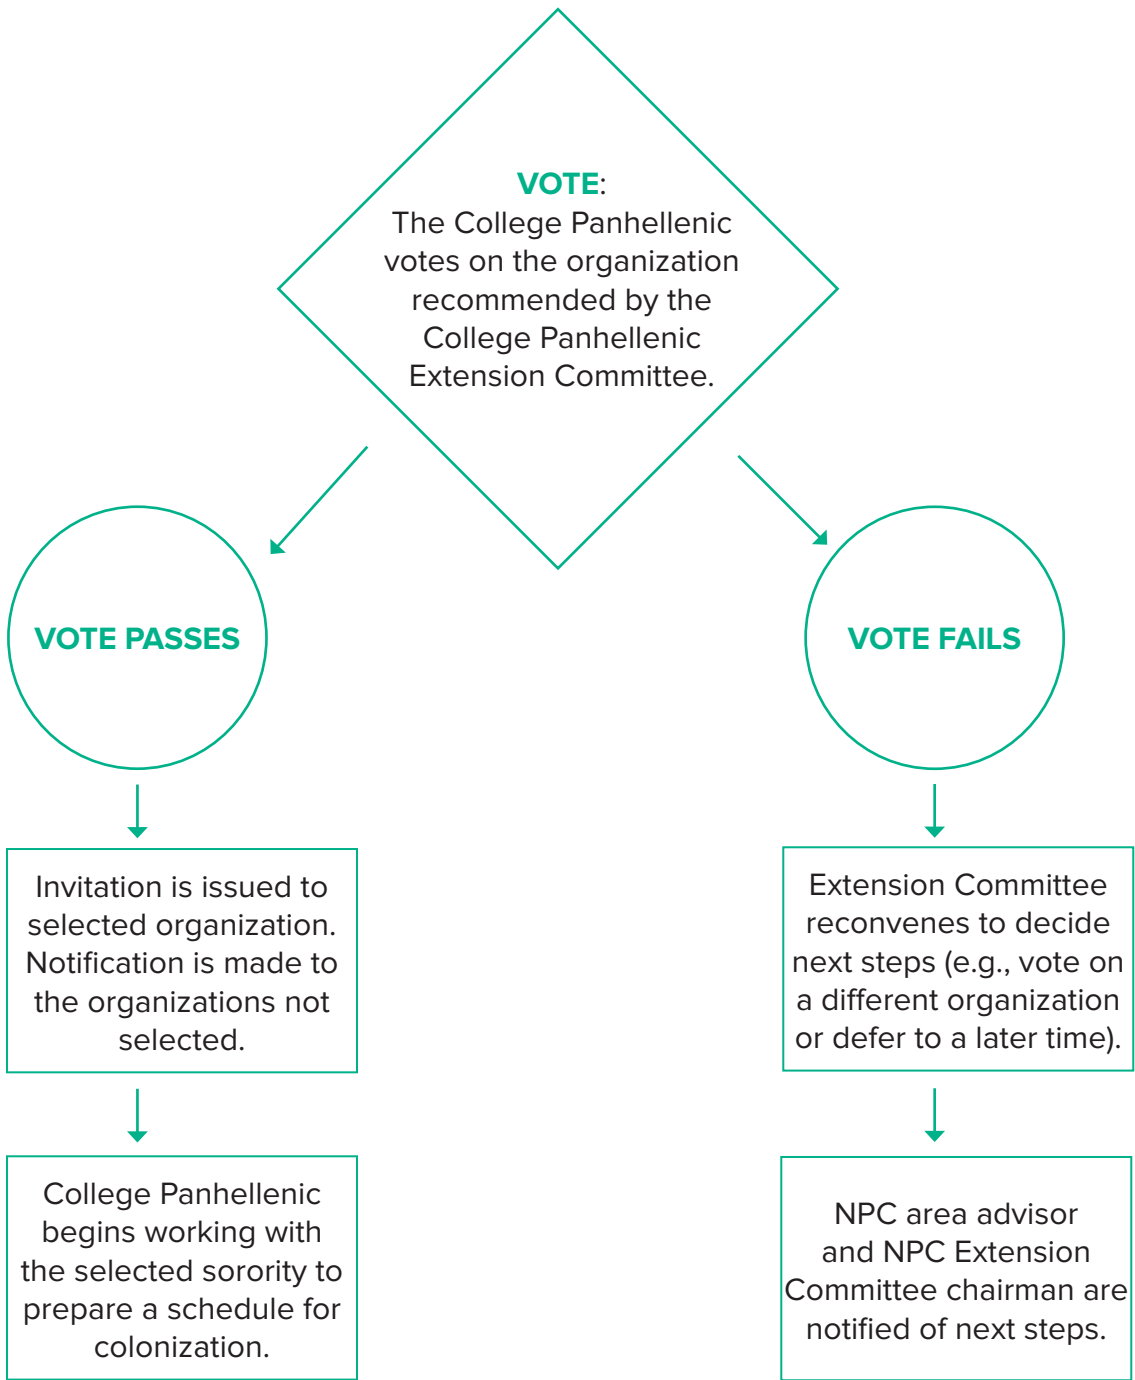 VOTE:
The College Panhellenic
votes on the organization
recommended by the
College Panhellenic
Extension Committee.
VOTE PASSES
VOTE FAILS
Invitation is issued to
selected organization.
Notification is made to
the organizations not
selected.
Extension Committee
reconvenes to decide
next steps (e.g., vote on
a different organization
or defer to a later time).
College Panhellenic
begins working with
the selected sorority to
prepare a schedule for
colonization.
NPC area advisor
and NPC Extension
Committee chairman are
notified of next steps.